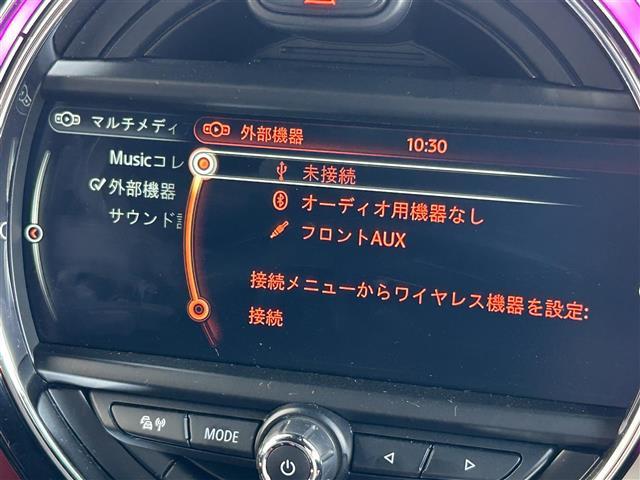 マルチメディ
外部機器
10:30
Musicコレ
外部機器
サウンド
未接続
オーディオ用機器なし
フロントAUX
接続メニューからワイヤレス機器を設定:
接続
MODE